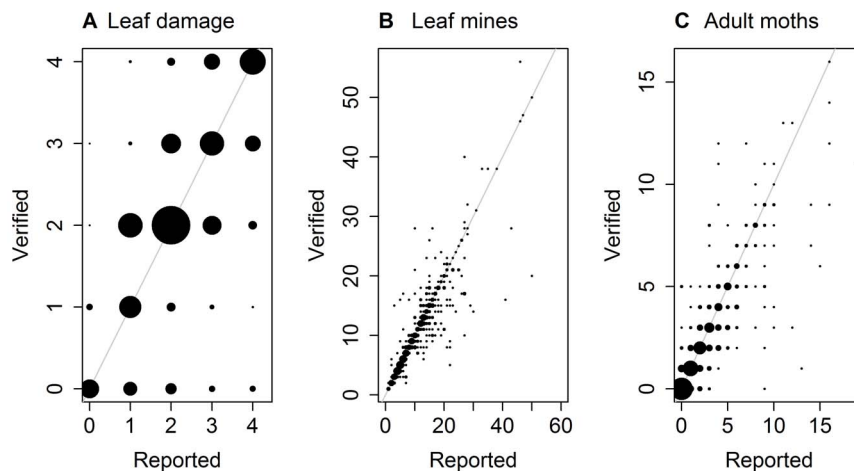 A Leaf damage
B Leaf mines
C Adult moths
Verified
4
3
2
1
0
0 1 2 3 4
Reported
Verified
50
40
30
20
10
0
0 20 40 60
Reported
Verified
15
10
5
0
0 5 10 15
Reported